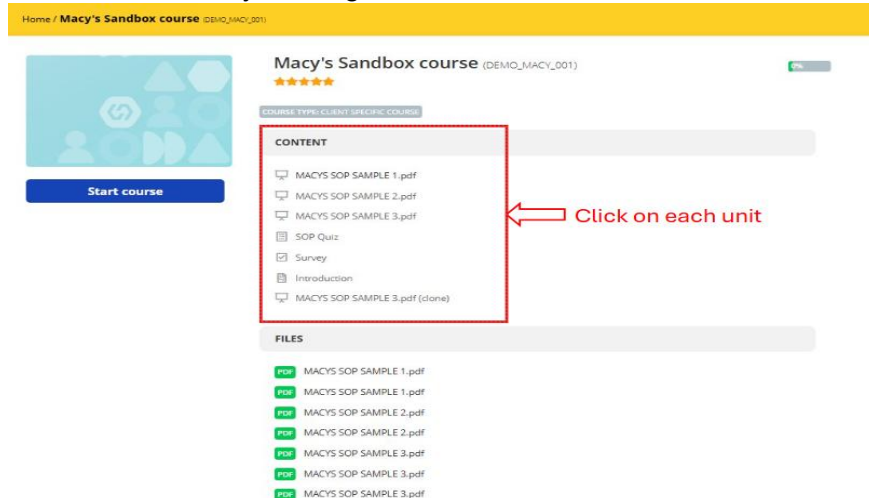 Home / Macy's Sandbox course (DEMO_MACY_001)
Macy's Sandbox course (DEMO_MACY_001)
0%
COURSE TYPE: CLIENT SPECIFIC COURSE
CONTENT
MACYS SOP SAMPLE 1.pdf
Start course
MACYS SOP SAMPLE 2.pdf
MACYS SOP SAMPLE 3.pdf
Click on each unit
SOP Quiz
Survey
Introduction
MACYS SOP SAMPLE 3.pdf (clone)
FILES
PDF MACYS SOP SAMPLE 1.pdf
PDF MACYS SOP SAMPLE 1.pdf
PDF MACYS SOP SAMPLE 2.pdf
PDF MACYS SOP SAMPLE 2.pdf
PDF MACYS SOP SAMPLE 3.pdf
PDF MACYS SOP SAMPLE 3.pdf
PDF MACYS SOP SAMPLE 3.pdf